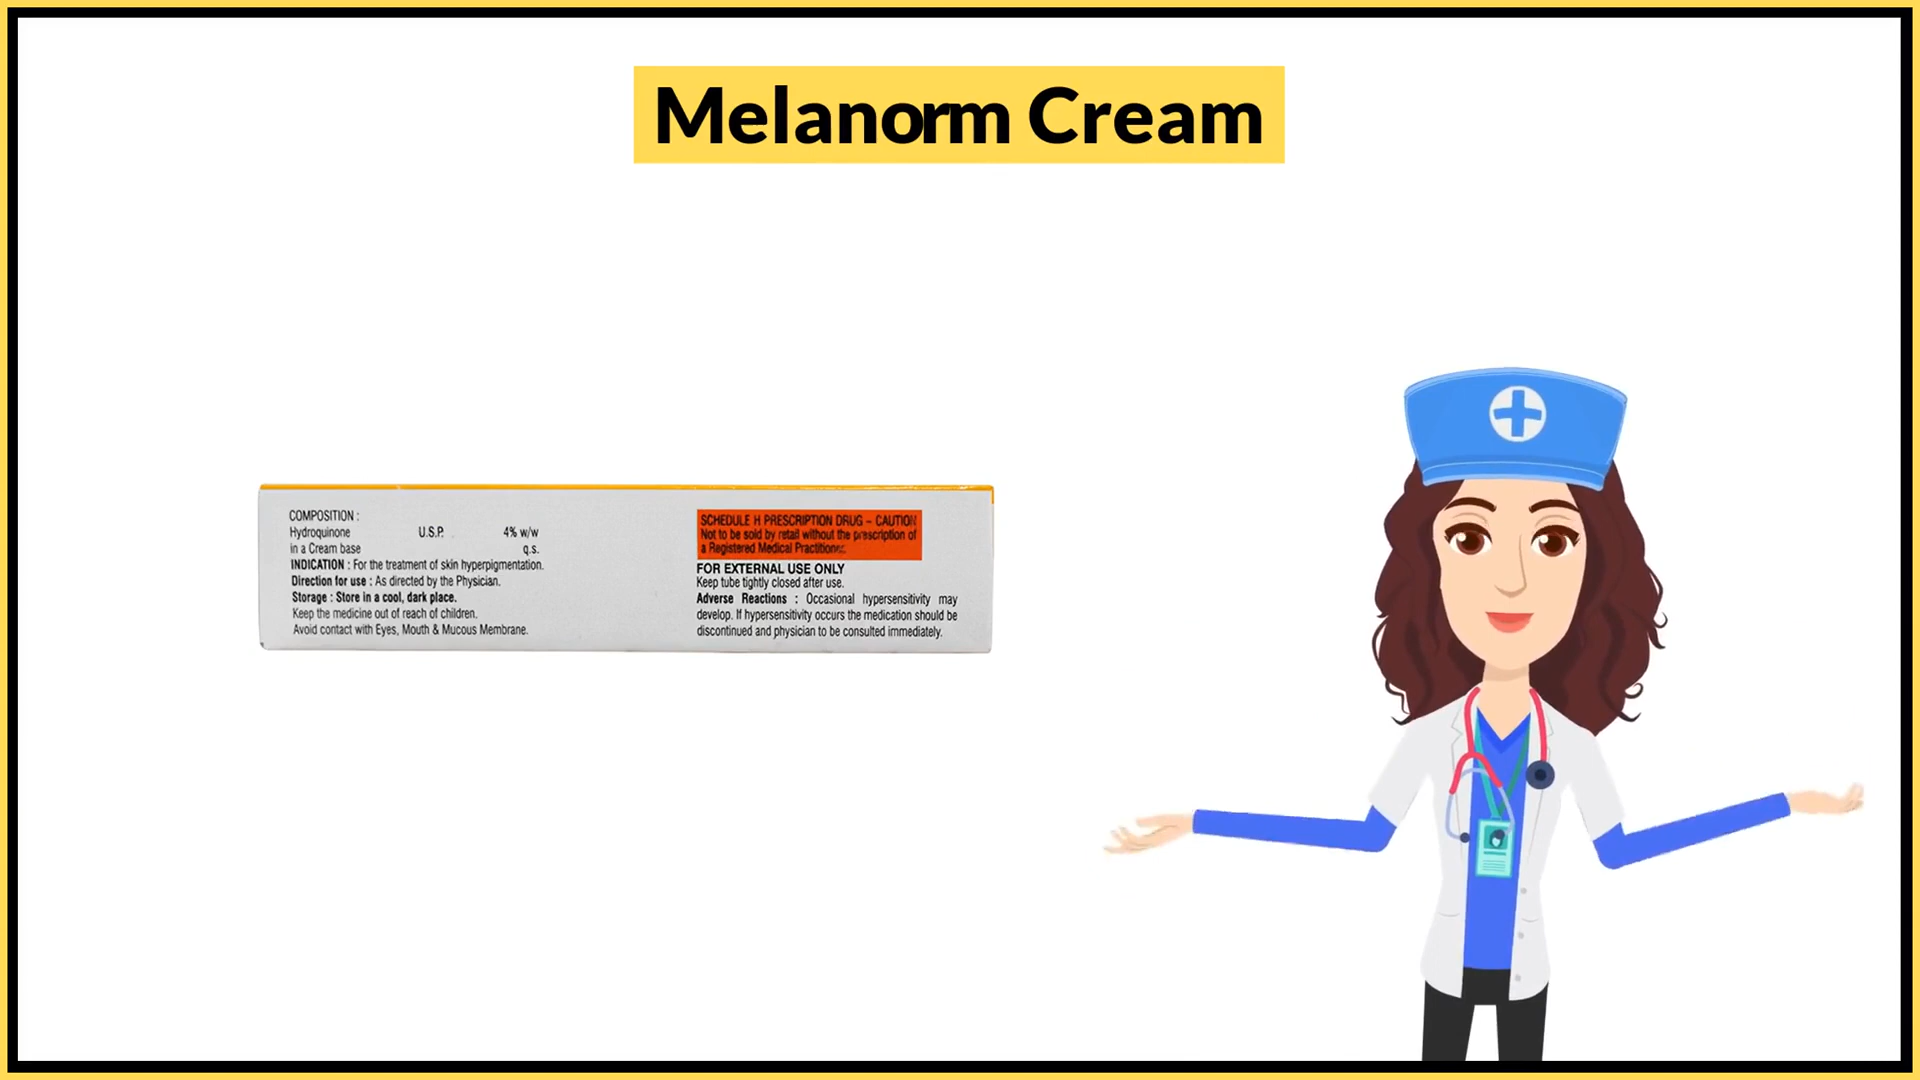 Melanorm Cream
COMPOSITION :
Hydroquinone U.S.P. 4% w/w
in a Cream base q.s.
INDICATION : For the treatment of skin hyperpigmentation.
Direction for use : As directed by the Physician.
Storage : Store in a cool, dark place.
Keep the medicine out of reach of children.
Avoid contact with Eyes, Mouth & Mucous Membrane.
SCHEDULE H PRESCRIPTION DRUG – CAUTION
Not to be sold by retail without the prescription of
a Registered Medical Practitioner.
FOR EXTERNAL USE ONLY
Keep tube tightly closed after use.
Adverse Reactions : Occasional hypersensitivity may
develop. If hypersensitivity occurs the medication should be
discontinued and physician to be consulted immediately.